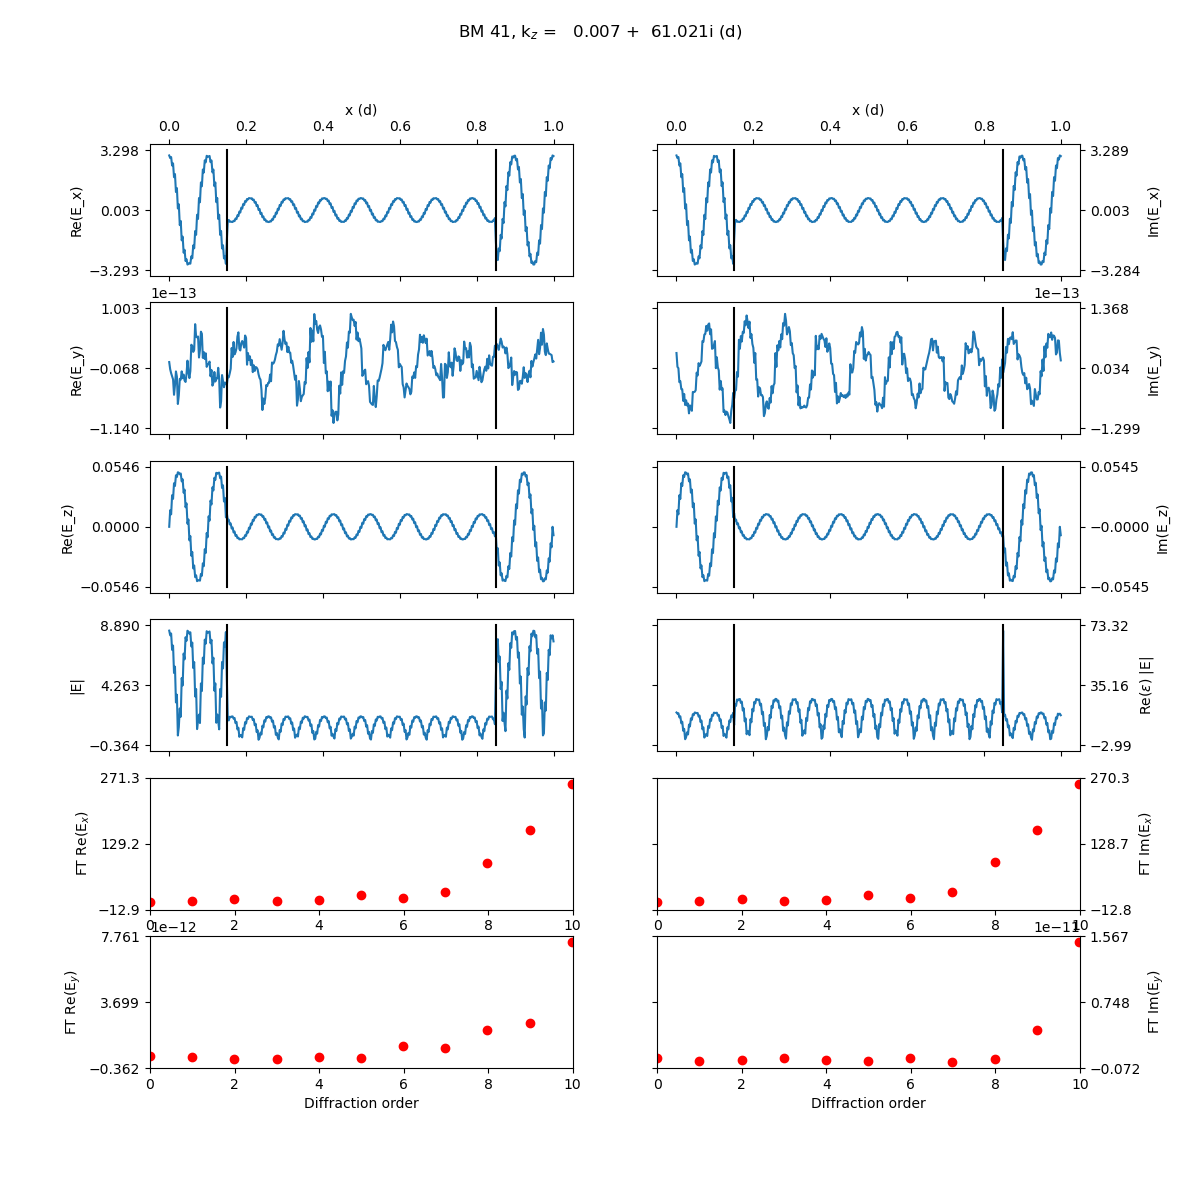 BM 41, k_z =   0.007 +  61.021i (d)
x (d) x (d)
0.0 0.2 0.4 0.6 0.8 1.0 0.0 0.2 0.4 0.6 0.8 1.0
3.298 3.289
Re(E_x) 0.003 0.003 Im(E_x)
−3.293 −3.284
1e−13 1e−13
1.003 1.368
Re(E_y) −0.068 0.034 Im(E_y)
−1.140 −1.299
0.0546 0.0545
Re(E_z) 0.0000 −0.0000 Im(E_z)
−0.0546 −0.0545
8.890 73.32
|E| 4.263 35.16 Re(ε) |E|
−0.364 −2.99
271.3 270.3
FT Re(E_x) 129.2 128.7 FT Im(E_x)
−12.9 −12.8
0 2 4 6 8 10 0 2 4 6 8 10
1e−12 1e−11
7.761 1.567
FT Re(E_y) 3.699 0.748 FT Im(E_y)
−0.362 −0.072
0 2 4 6 8 10 0 2 4 6 8 10
Diffraction order Diffraction order